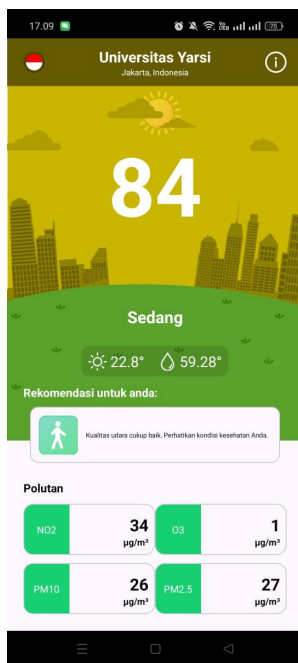 17.09
75
Universitas Yarsi
Jakarta, Indonesia
84
Sedang
22.8° 59.28°
Rekomendasi untuk anda:
Kualitas udara cukup baik. Perhatikan kondisi kesehatan Anda.
Polutan
NO2 34 µg/m³
O3 1 µg/m³
PM10 26 µg/m³
PM2.5 27 µg/m³